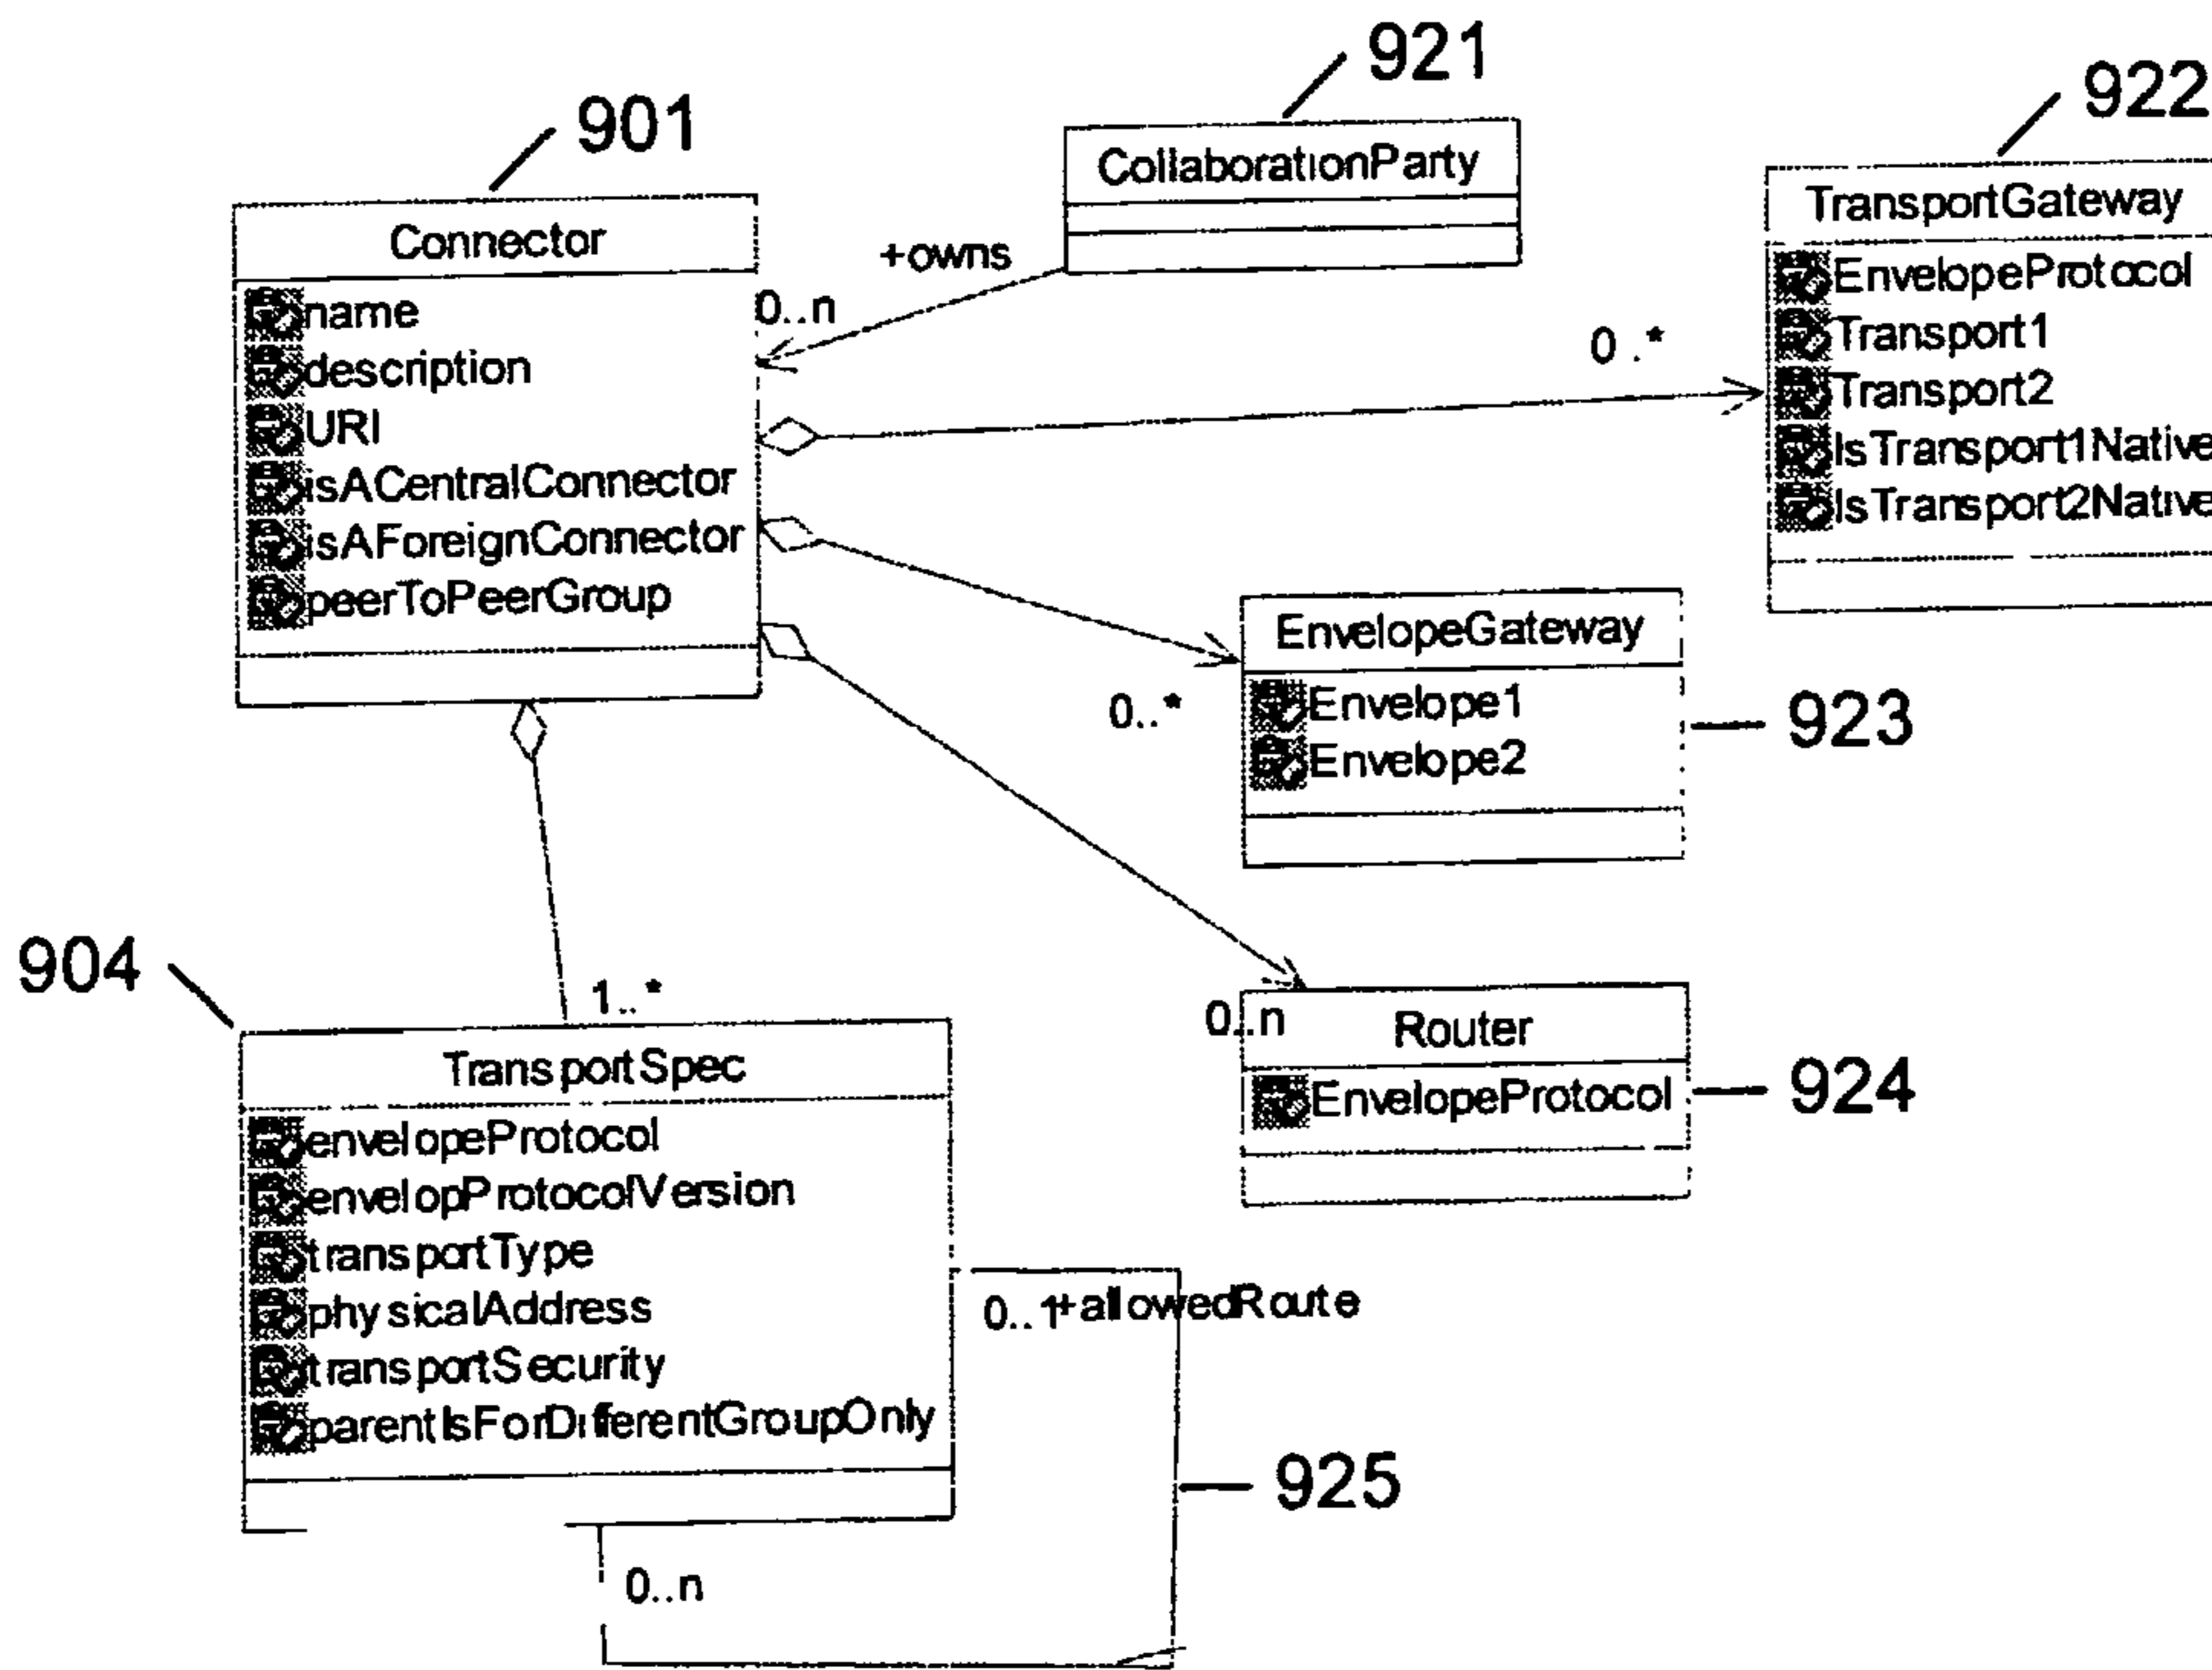 921
922
901
CollaborationParty
TransportGateway
EnvelopeProtocol
Transport1
Transport2
IsTransport1Native
IsTransport2Native
Connector
name
description
URI
isACentralConnector
isAForeignConnector
peerToPeerGroup
+owns
0..n
0 .*
EnvelopeGateway
Envelope1
Envelope2
0..*
923
904
1..*
0..n
Router
EnvelopeProtocol
924
TransportSpec
envelopeProtocol
envelopProtocolVersion
transportType
physicalAddress
transportSecurity
parentIsForDifferentGroupOnly
0..1
+allowedRoute
925
0..n